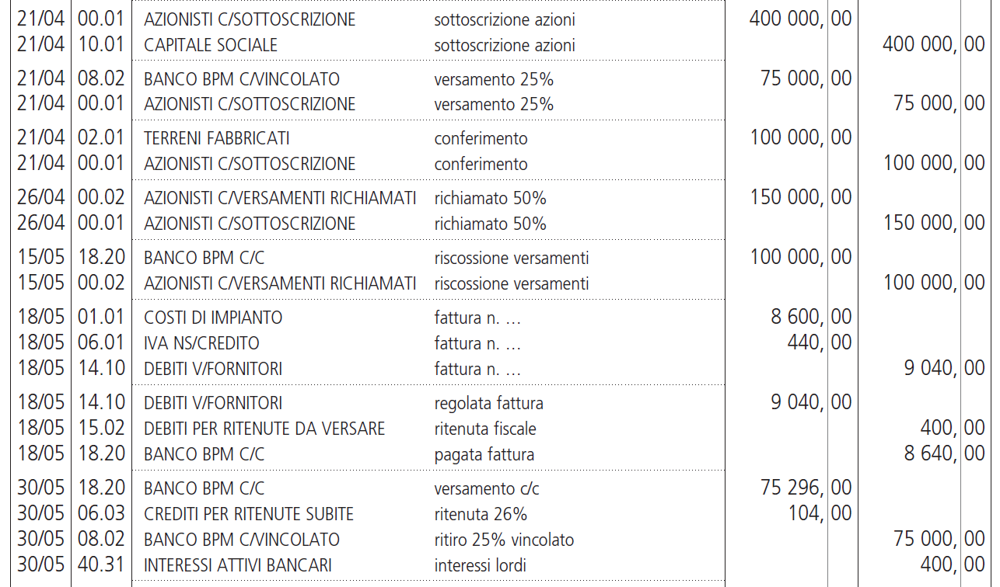 21/04 00.01 AZIONISTI C/SOTTOSCRIZIONE sottoscrizione azioni 400 000, 00
21/04 10.01 CAPITALE SOCIALE sottoscrizione azioni 400 000, 00
21/04 08.02 BANCO BPM C/VINCOLATO versamento 25% 75 000, 00
21/04 00.01 AZIONISTI C/SOTTOSCRIZIONE versamento 25% 75 000, 00
21/04 02.01 TERRENI FABBRICATI conferimento 100 000, 00
21/04 00.01 AZIONISTI C/SOTTOSCRIZIONE conferimento 100 000, 00
26/04 00.02 AZIONISTI C/VERSAMENTI RICHIAMATI richiamato 50% 150 000, 00
26/04 00.01 AZIONISTI C/SOTTOSCRIZIONE richiamato 50% 150 000, 00
15/05 18.20 BANCO BPM C/C riscossione versamenti 100 000, 00
15/05 00.02 AZIONISTI C/VERSAMENTI RICHIAMATI riscossione versamenti 100 000, 00
18/05 01.01 COSTI DI IMPIANTO fattura n. … 8 600, 00
18/05 06.01 IVA NS/CREDITO fattura n. … 440, 00
18/05 14.10 DEBITI V/FORNITORI fattura n. … 9 040, 00
18/05 14.10 DEBITI V/FORNITORI regolata fattura 9 040, 00
18/05 15.02 DEBITI PER RITENUTE DA VERSARE ritenuta fiscale 400, 00
18/05 18.20 BANCO BPM C/C pagata fattura 8 640, 00
30/05 18.20 BANCO BPM C/C versamento c/c 75 296, 00
30/05 06.03 CREDITI PER RITENUTE SUBITE ritenuta 26% 104, 00
30/05 08.02 BANCO BPM C/VINCOLATO ritiro 25% vincolato 75 000, 00
30/05 40.31 INTERESSI ATTIVI BANCARI interessi lordi 400, 00